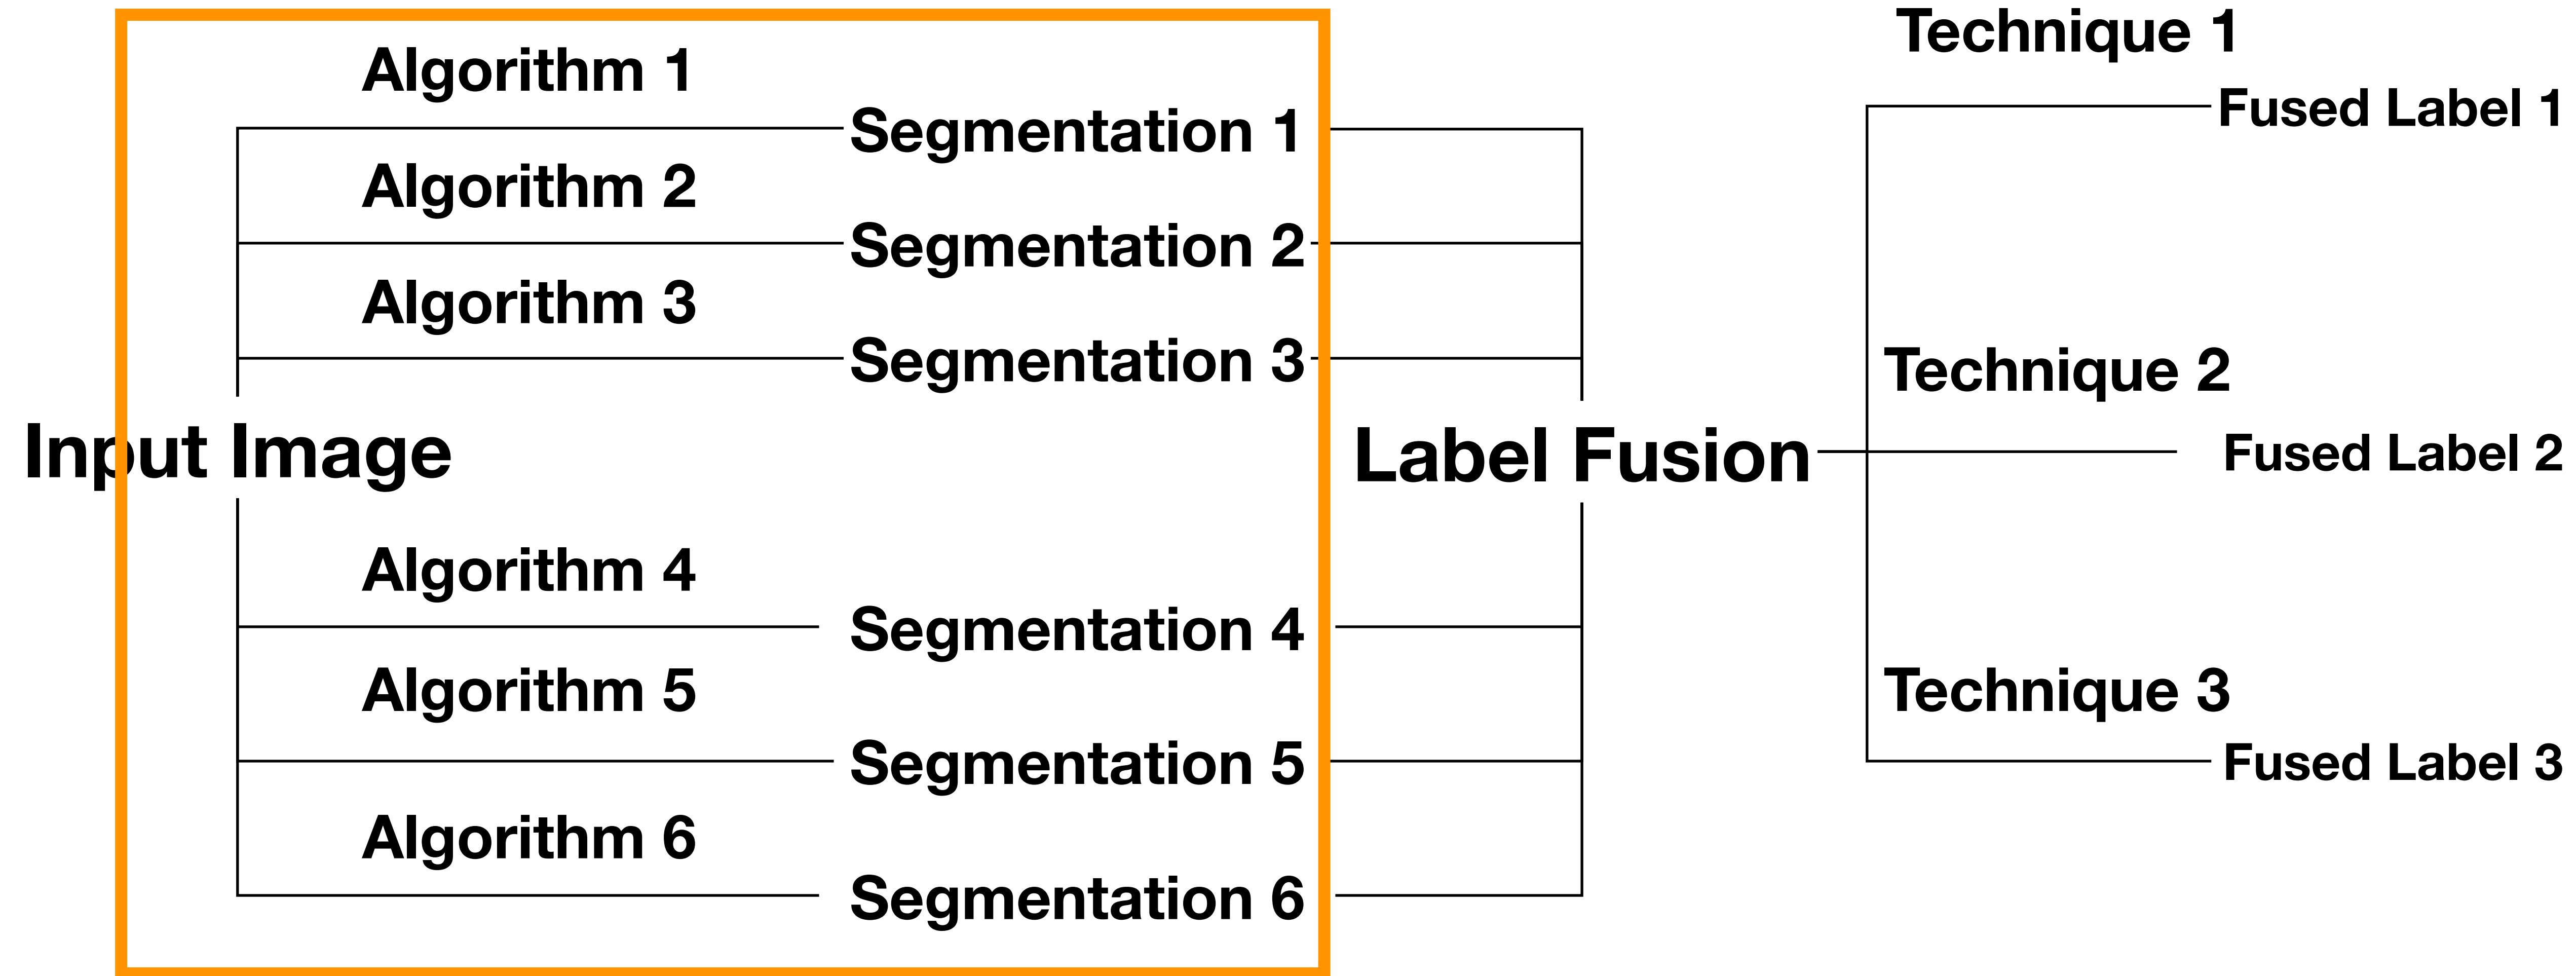 Algorithm 1
Segmentation 1
Algorithm 2
Segmentation 2
Algorithm 3
Segmentation 3
Input Image
Algorithm 4
Segmentation 4
Algorithm 5
Segmentation 5
Algorithm 6
Segmentation 6
Label Fusion
Technique 1
Fused Label 1
Technique 2
Fused Label 2
Technique 3
Fused Label 3